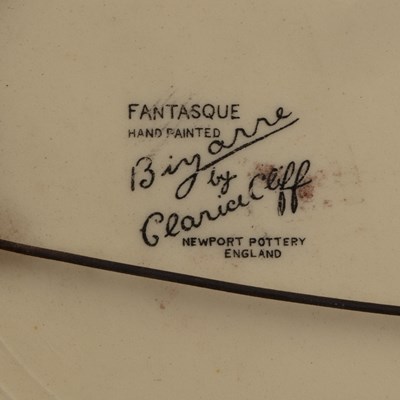 FANTASQUE
HAND PAINTED
Bizarre
by
Clarice Cliff
NEWPORT POTTERY
ENGLAND